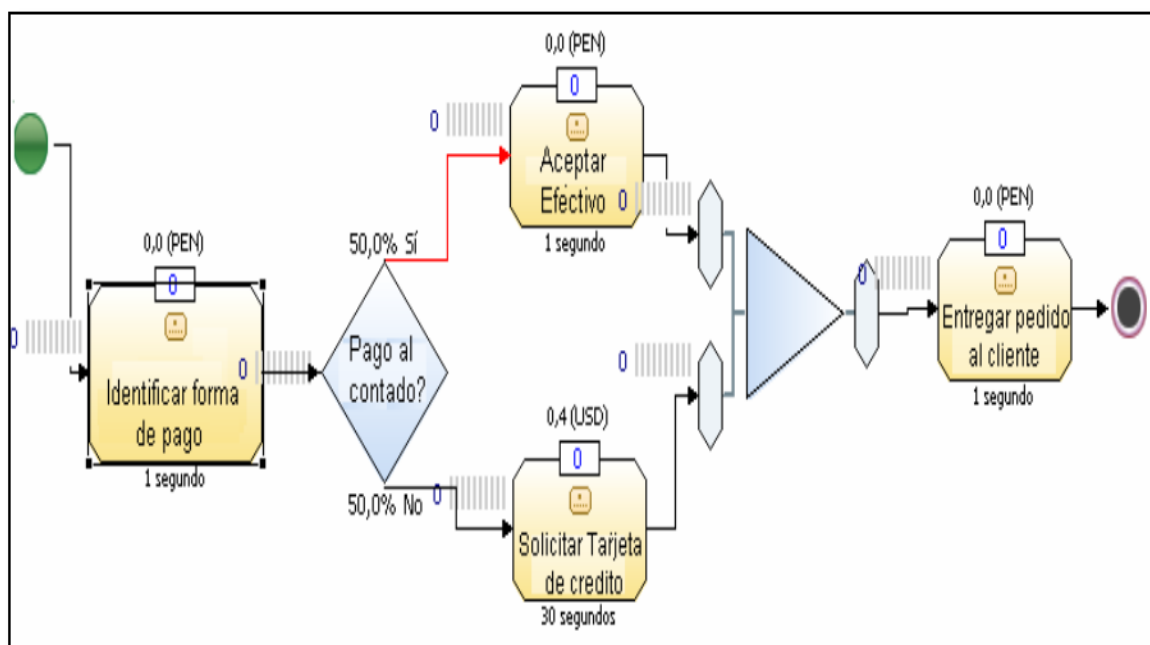 0,0 (PEN)
0
0
Aceptar
Efectivo
1 segundo
0
0,0 (PEN)
0
0
Identificar forma
de pago
1 segundo
0
50,0% Sí
Pago al
contado?
50,0% No
0
0,4 (USD)
0
Solicitar Tarjeta
de credito
30 segundos
0
0
0,0 (PEN)
0
Entregar pedido
al cliente
1 segundo